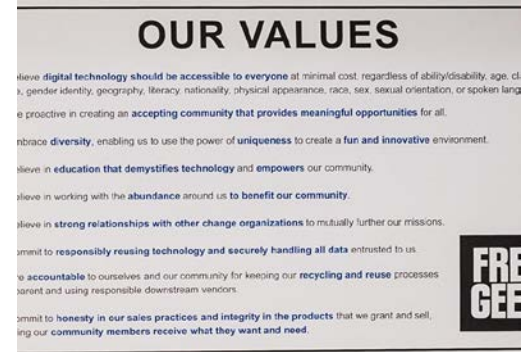 OUR VALUES
lieve digital technology should be accessible to everyone at minimal cost, regardless of ability/disability, age, cl
, gender identity, geography, literacy, nationality, physical appearance, race, sex, sexual orientation, or spoken lang
e proactive in creating an accepting community that provides meaningful opportunities for all.
mbrace diversity, enabling us to use the power of uniqueness to create a fun and innovative environment.
elieve in education that demystifies technology and empowers our community.
elieve in working with the abundance around us to benefit our community.
elieve in strong relationships with other change organizations to mutually further our missions.
ommit to responsibly reusing technology and securely handling all data entrusted to us.
e accountable to ourselves and our community for keeping our recycling and reuse processes
parent and using responsible downstream vendors.
ommit to honesty in our sales practices and integrity in the products that we grant and sell,
ing our community members receive what they want and need.
FRE
GEE